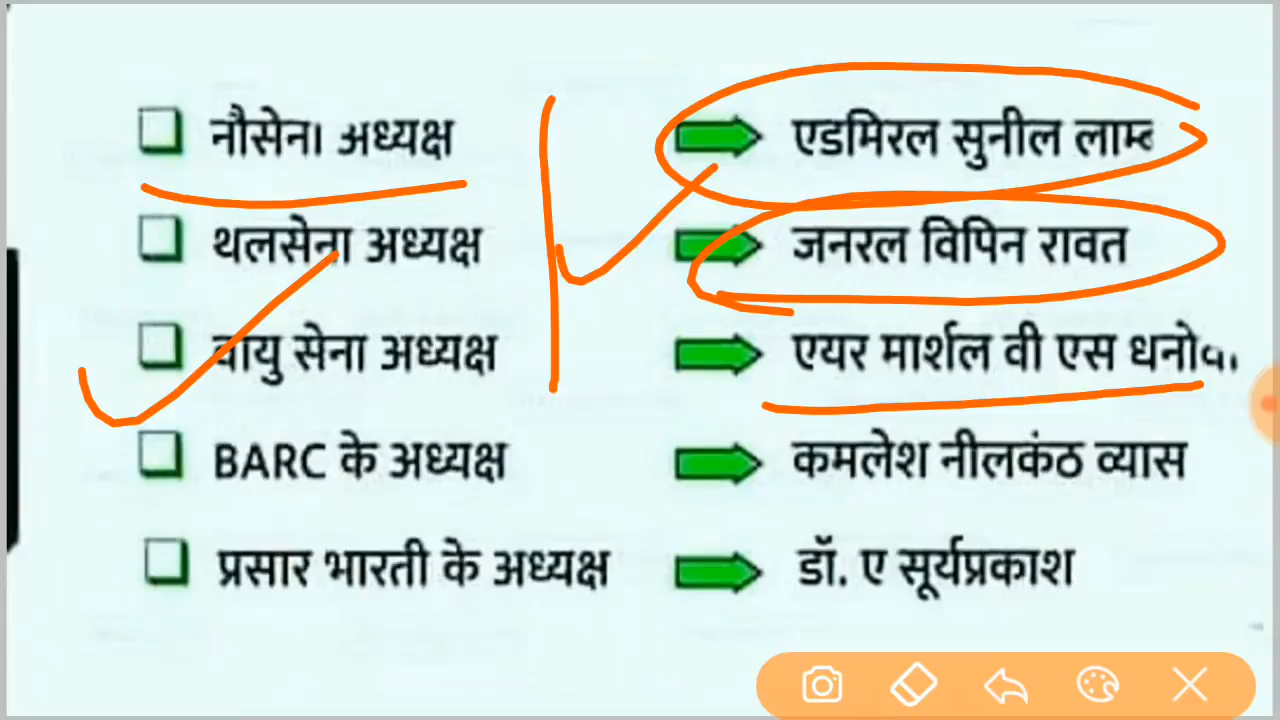 नौसेना अध्यक्ष एडमिरल सुनील
थलसेना अध्यक्ष जनरल विपिन रावत
वायु सेना अध्यक्ष एयर मार्शल वी एस
BARC के अध्यक्ष कमलेश नीलकंठ व्यास
प्रसार भारती के अध्यक्ष डॉ. ए सूर्यप्रकाश